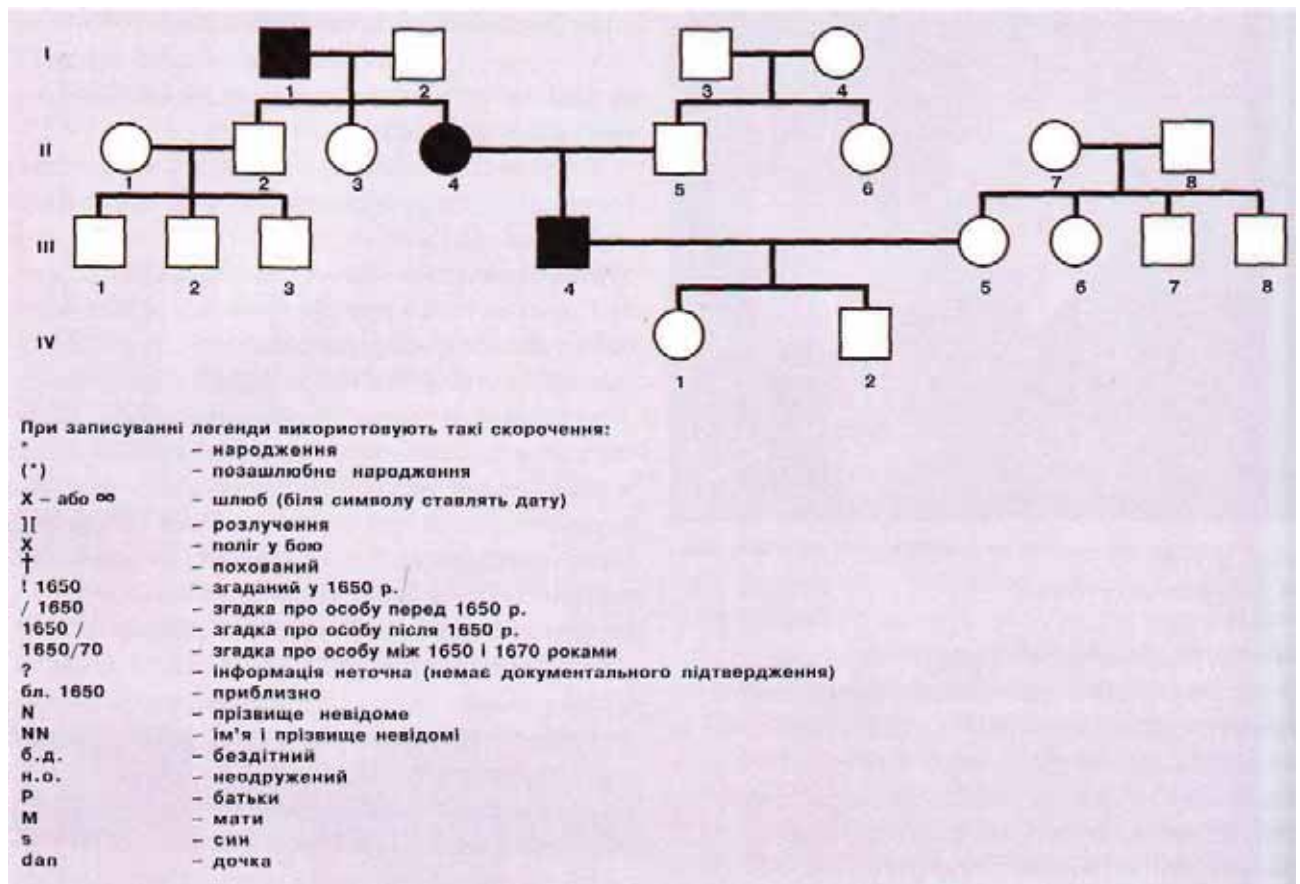 I
1 2 3 4
II
1 2 3 4 5 6 7 8
III
1 2 3 4 5 6 7 8
IV
1 2
При записуванні легенди використовують такі скорочення:
* – народження
(*) – позашлюбне народження
X – або ∞ – шлюб (біля символу ставлять дату)
][ – розлучення
X – поліг у бою
† – похований
! 1650 – згаданий у 1650 р.
/ 1650 – згадка про особу перед 1650 р.
1650 / – згадка про особу після 1650 р.
1650/70 – згадка про особу між 1650 і 1670 роками
? – інформація неточна (немає документального підтвердження)
бл. 1650 – приблизно
N – прізвище невідоме
NN – ім'я і прізвище невідомі
б.д. – бездітний
н.о. – неодружений
P – батьки
M – мати
s – син
dan – дочка